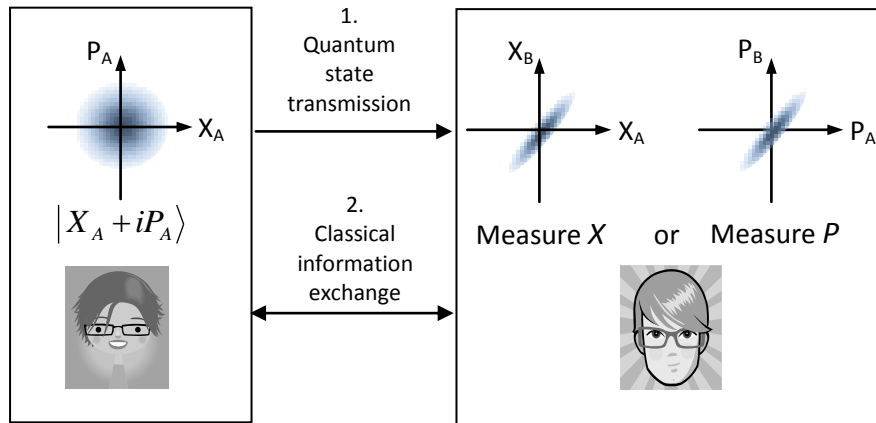 P_A
X_A
|X_A + iP_A⟩
1.
Quantum
state
transmission
2.
Classical
information
exchange
X_B
X_A
P_B
P_A
Measure X or Measure P